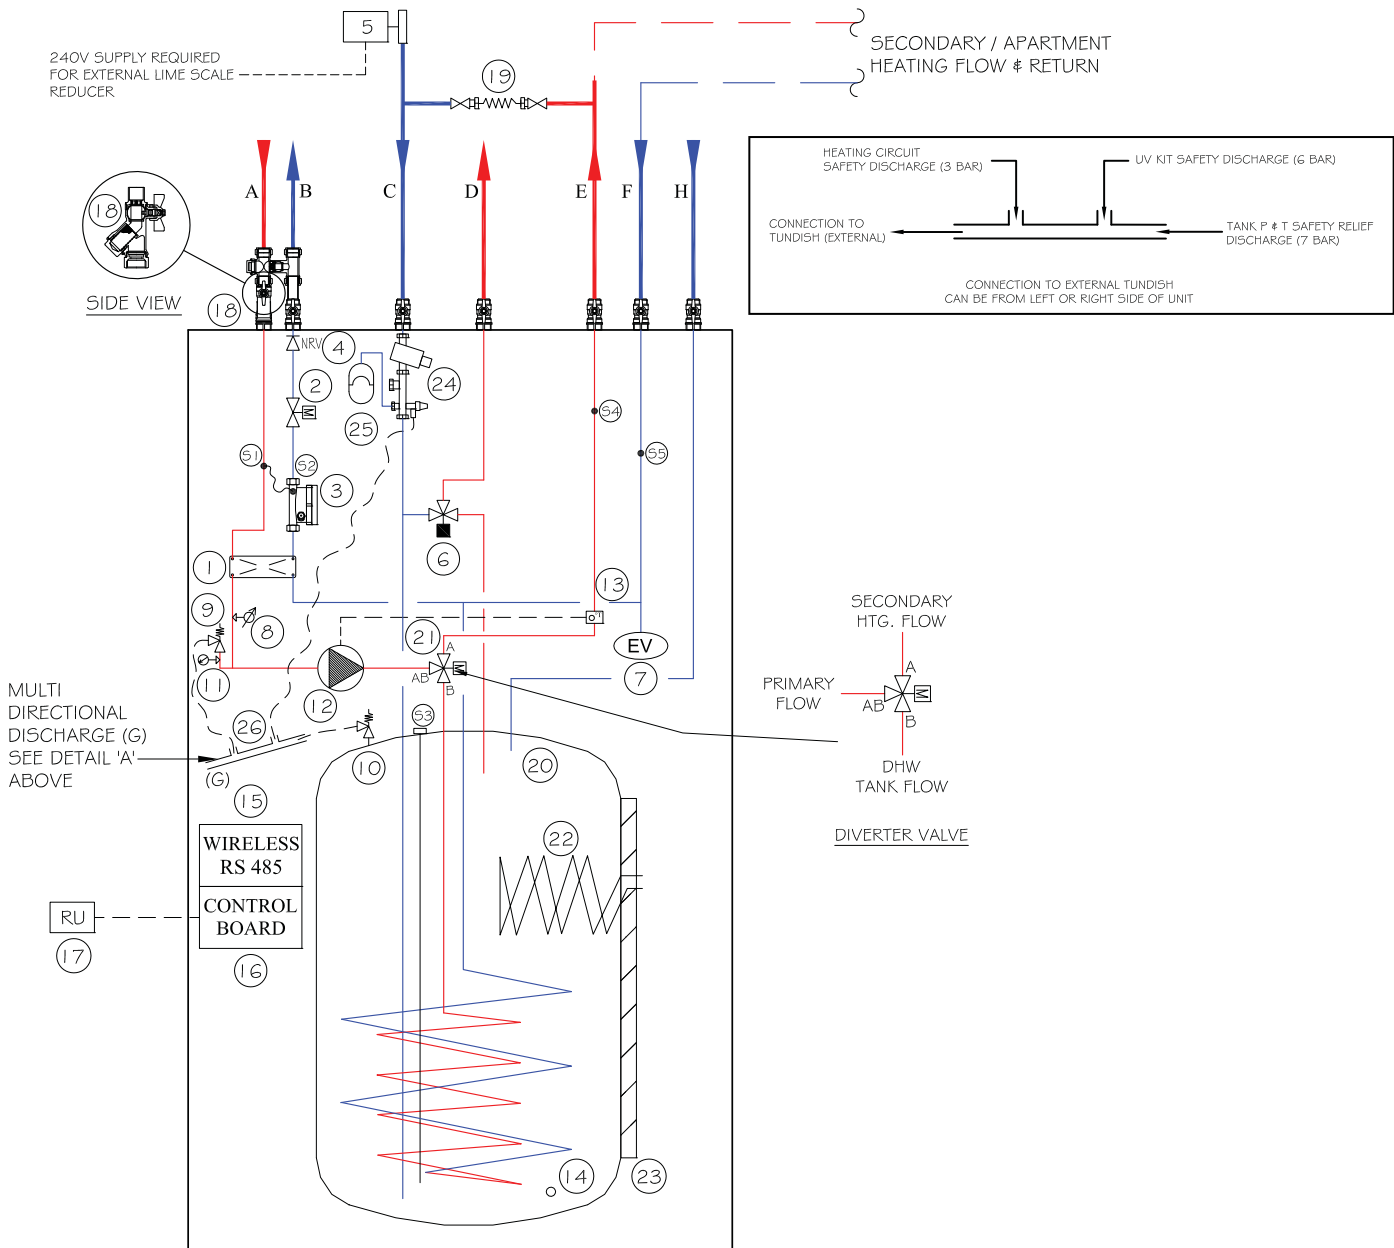 5
240V SUPPLY REQUIRED
FOR EXTERNAL LIME SCALE
REDUCER
19
SECONDARY / APARTMENT
HEATING FLOW & RETURN
A
B
C
D
E
F
H
HEATING CIRCUIT
SAFETY DISCHARGE (3 BAR)
UV KIT SAFETY DISCHARGE (6 BAR)
CONNECTION TO
TUNDISH (EXTERNAL)
TANK P & T SAFETY RELIEF
DISCHARGE (7 BAR)
CONNECTION TO EXTERNAL TUNDISH
CAN BE FROM LEFT OR RIGHT SIDE OF UNIT
18
SIDE VIEW
18
NRV
4
2
M
24
25
S4
S1
S2
S5
3
6
1
13
9
8
21
A
AB
M
B
EV
7
11
12
MULTI
DIRECTIONAL
DISCHARGE (G)
SEE DETAIL 'A'
ABOVE
26
S3
(G)
10
20
15
WIRELESS
RS 485
CONTROL
BOARD
RU
17
16
22
14
23
SECONDARY
HTG. FLOW
A
PRIMARY
FLOW
AB
M
B
DHW
TANK FLOW
DIVERTER VALVE